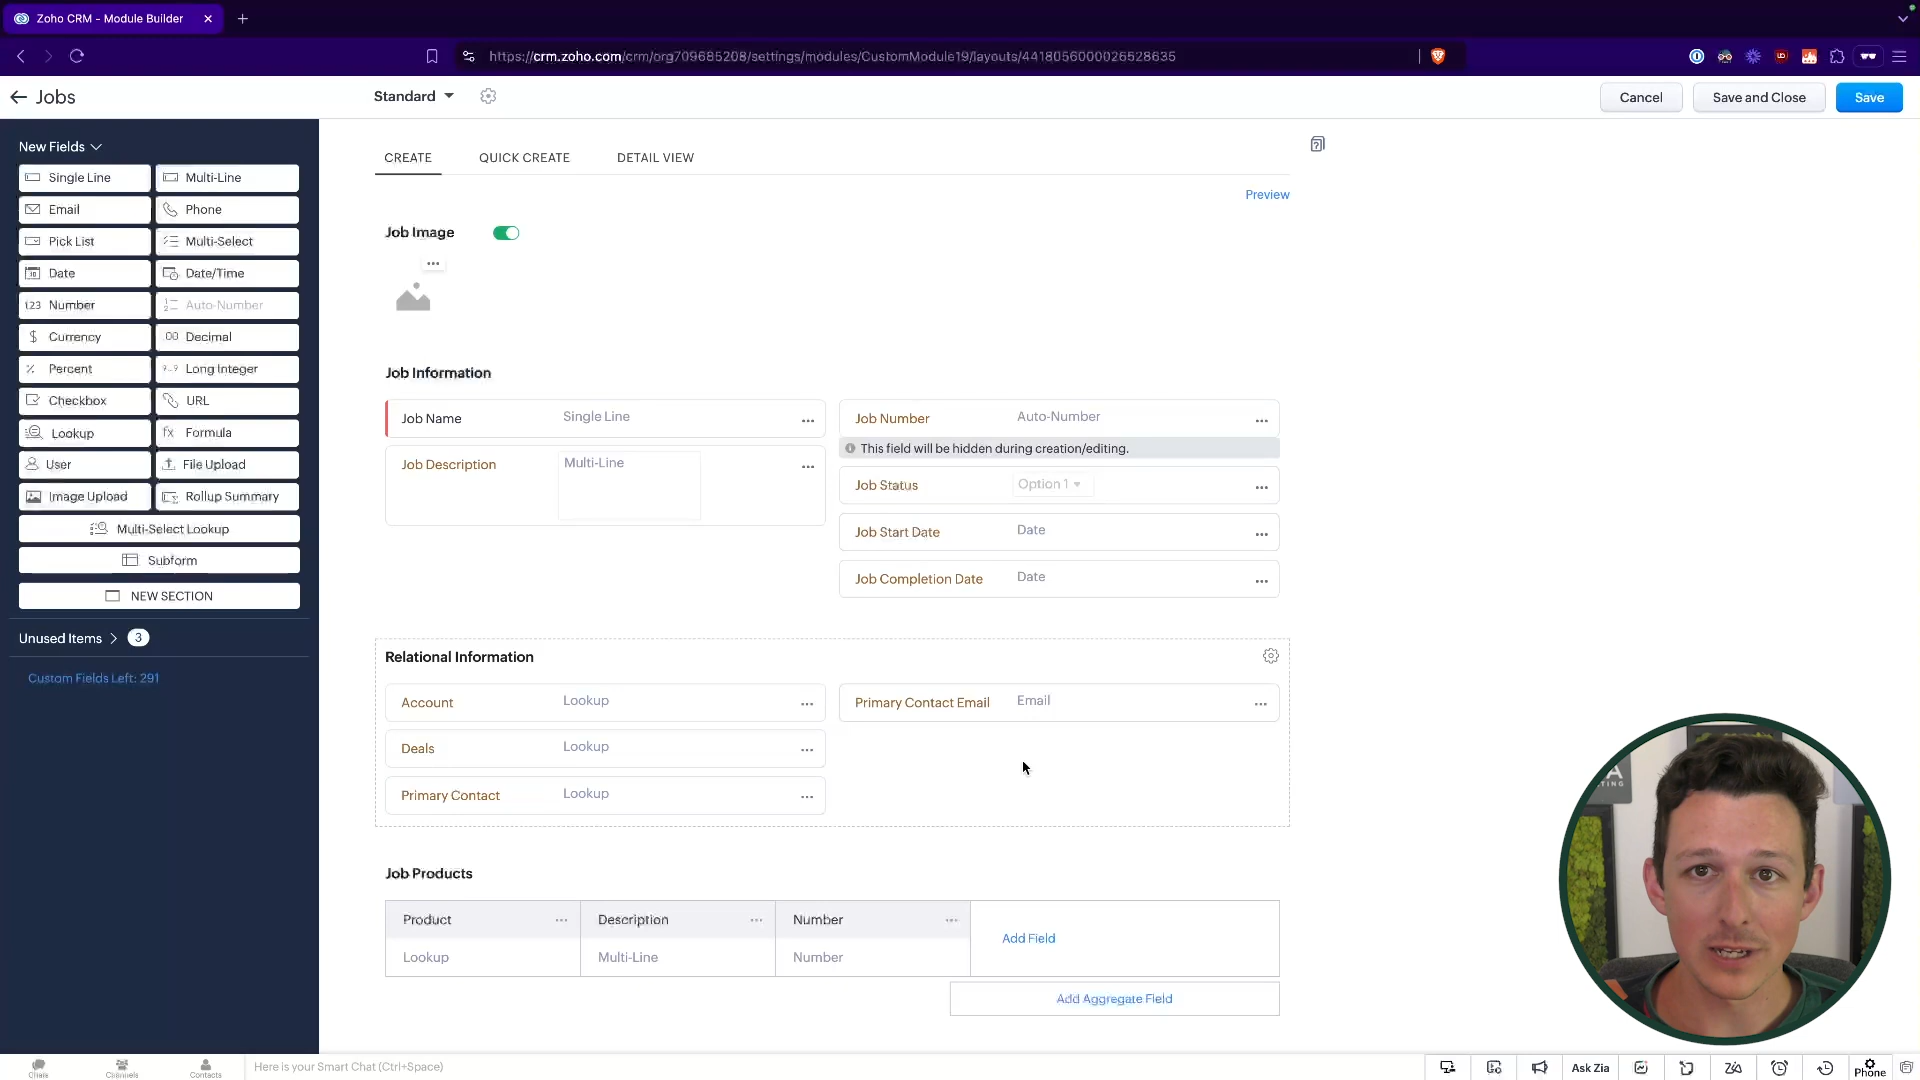 Zoho CRM - Module Builder
https://crm.zoho.com/crm/org709685208/settings/modules/CustomModule19/layouts/4418056000026528635
Jobs
Standard
Cancel
Save and Close
Save
New Fields
Single Line
Multi-Line
Email
Phone
Pick List
Multi-Select
Date
Date/Time
Number
Auto-Number
Currency
Decimal
Percent
Long Integer
Checkbox
URL
Lookup
Formula
User
File Upload
Image Upload
Rollup Summary
Multi-Select Lookup
Subform
NEW SECTION
Unused Items 3
Custom Fields Left: 291
CREATE
QUICK CREATE
DETAIL VIEW
Preview
Job Image
Job Information
Job Name Single Line
Job Description Multi-Line
Job Number Auto-Number
This field will be hidden during creation/editing.
Job Status Option 1
Job Start Date Date
Job Completion Date Date
Relational Information
Account Lookup
Deals Lookup
Primary Contact Lookup
Primary Contact Email Email
Job Products
Product Description Number
Lookup Multi-Line Number
Add Field
Add Aggregate Field
Chats
Channels
Contacts
Here is your Smart Chat (Ctrl+Space)
Ask Zia
Phone